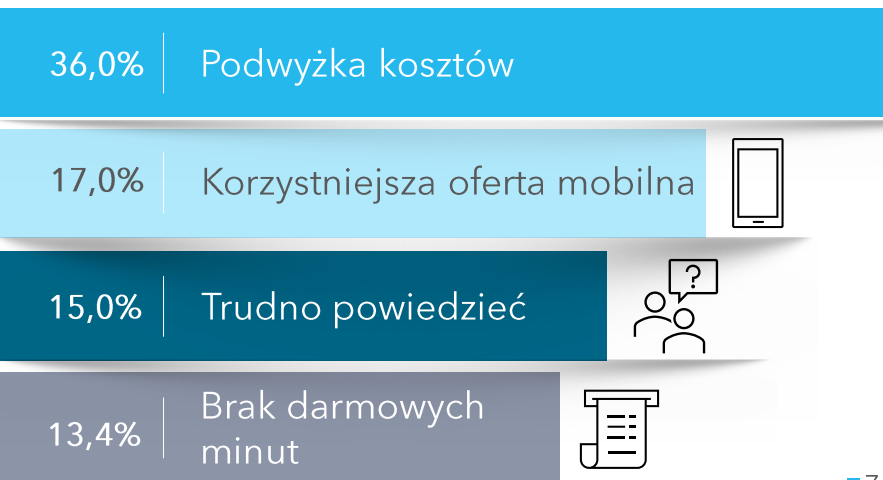 36,0% Podwyżka kosztów
17,0% Korzystniejsza oferta mobilna
?
15,0% Trudno powiedzieć
Brak darmowych
13,4% minut